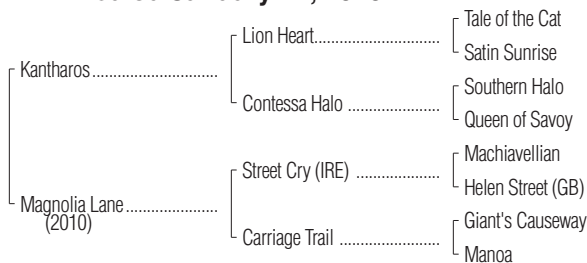 Tale of the Cat
Lion Heart
Satin Sunrise
Kantharos
Southern Halo
Contessa Halo
Queen of Savoy
Machiavellian
Street Cry (IRE)
Helen Street (GB)
Magnolia Lane
(2010)
Giant's Causeway
Carriage Trail
Manoa